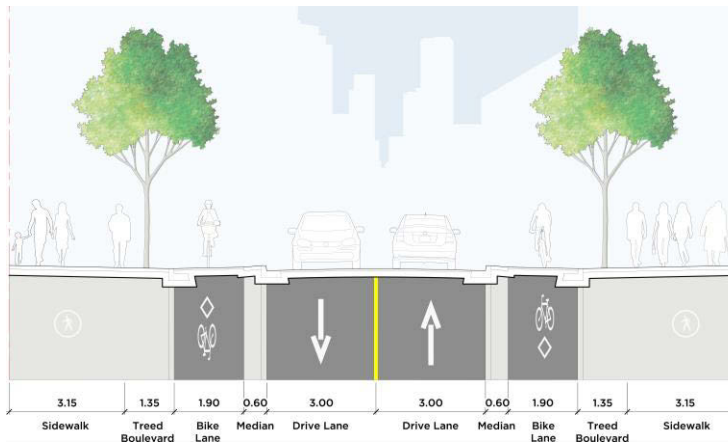 3.15 1.35 1.90 0.60 3.00 3.00 0.60 1.90 1.35 3.15
Sidewalk Treed Bike Median Drive Lane Drive Lane Median Bike Treed Sidewalk
Boulevard Lane Lane Boulevard